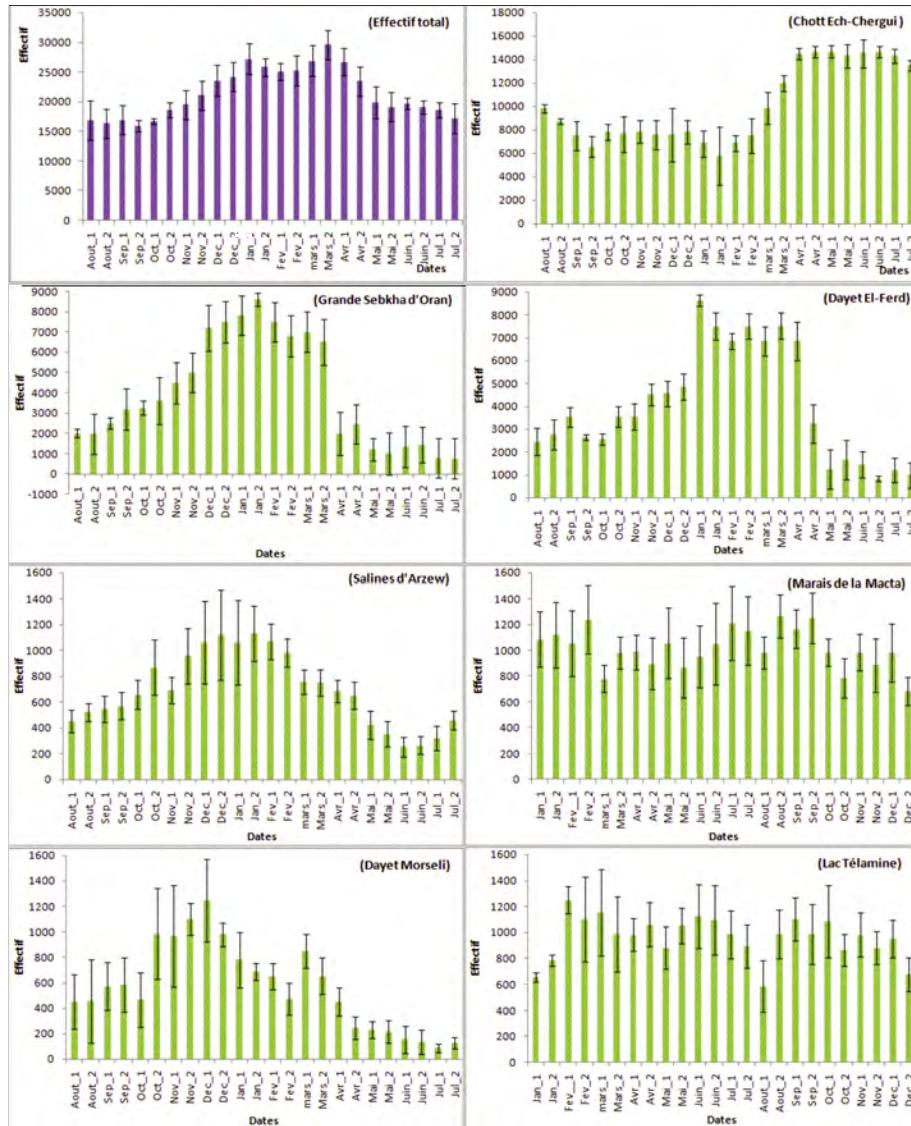 (Effectif total)
Effectif
35000
30000
25000
20000
15000
10000
5000
0
Aout_1
Aout_2
Sep_1
Sep_2
Oct_1
Oct_2
Nov_1
Nov_2
Dec_1
Dec_2
Jan_1
Jan_2
Fev__1
Fev_2
mars_1
Mars_2
Avr_1
Avr_2
Mai_1
Mai_2
Juin_1
Juin_2
Jul_1
Jul_2
Dates
(Chott Ech-Chergui )
Effectif
18000
16000
14000
12000
10000
8000
6000
4000
2000
0
Aout_1
Aout_2
Sep_1
Sep_2
Oct_1
Oct_2
Nov_1
Nov_2
Dec_1
Dec_2
Jan_1
Jan_2
Fev_1
Fev_2
mars_1
Mars_2
Avr_1
Avr_2
Mai_1
Mai_2
Juin_1
Juin_2
Jul_1
Jul_2
Dates
(Grande Sebkha d'Oran)
Effectif
9000
8000
7000
6000
5000
4000
3000
2000
1000
0
-1000
Aout_1
Aout_2
Sep_1
Sep_2
Oct_1
Oct_2
Nov_1
Nov_2
Dec_1
Dec_2
Jan_1
Jan_2
Fev_1
Fev_2
Mars_1
Mars_2
Avr_1
Avr_2
Mai_1
Mai_2
Juin_1
Juin_2
Jul_1
Jul_2
Dates
(Dayet El-Ferd)
Effectif
9000
8000
7000
6000
5000
4000
3000
2000
1000
0
Aout_1
Aout_2
Sep_1
Sep_2
Oct_1
Oct_2
Nov_1
Nov_2
Dec_1
Dec_2
Jan_1
Jan_2
Fev_1
Fev_2
mars_1
Mars_2
Avr_1
Avr_2
Mai_1
Mai_2
Juin_1
Juin_2
Jul_1
Jul_2
Dates
(Salines d'Arzew)
Effectif
1600
1400
1200
1000
800
600
400
200
0
Aout_1
Aout_2
Sep_1
Sep_2
Oct_1
Oct_2
Nov_1
Nov_2
Dec_1
Dec_2
Jan_1
Jan_2
Fev_1
Fev_2
mars_1
Mars_2
Avr_1
Avr_2
Mai_1
Mai_2
Juin_1
Juin_2
Jul_1
Jul_2
Dates
(Marais de la Macta)
Effectif
1600
1400
1200
1000
800
600
400
200
0
Jan_1
Jan_2
Fev__1
Fev_2
mars_1
Mars_2
Avr_1
Avr_2
Mai_1
Mai_2
Juin_1
Juin_2
Jul_1
Jul_2
Aout_1
Aout_2
Sep_1
Sep_2
Oct_1
Oct_2
Nov_1
Nov_2
Dec_1
Dec_2
Dates
(Dayet Morseli)
Effectif
1600
1400
1200
1000
800
600
400
200
0
Aout_1
Aout_2
Sep_1
Sep_2
Oct_1
Oct_2
Nov_1
Nov_2
Dec_1
Dec_2
Jan_1
Jan_2
Fev_1
Fev_2
mars_1
Mars_2
Avr_1
Avr_2
Mai_1
Mai_2
Juin_1
Juin_2
Jul_1
Jul_2
Dates
(Lac Télamine)
Effectif
1600
1400
1200
1000
800
600
400
200
0
Jan_1
Jan_2
Fev__1
Fev_2
mars_1
Mars_2
Avr_1
Avr_2
Mai_1
Mai_2
Juin_1
Juin_2
Jul_1
Jul_2
Aout_1
Aout_2
Sep_1
Sep_2
Oct_1
Oct_2
Nov_1
Nov_2
Dec_1
Dec_2
Dates